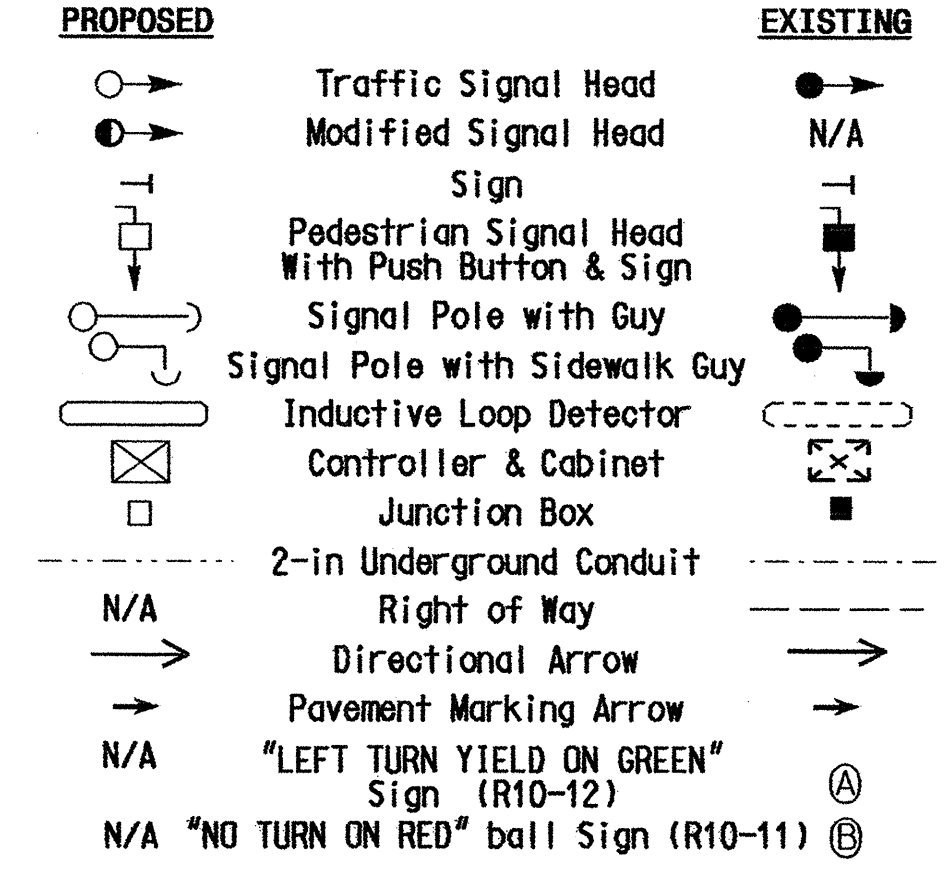 PROPOSED EXISTING
Traffic Signal Head
Modified Signal Head N/A
Sign
Pedestrian Signal Head
With Push Button & Sign
Signal Pole with Guy
Signal Pole with Sidewalk Guy
Inductive Loop Detector
Controller & Cabinet
Junction Box
2-in Underground Conduit
N/A Right of Way
Directional Arrow
Pavement Marking Arrow
N/A "LEFT TURN YIELD ON GREEN"
Sign (R10-12) A
N/A "NO TURN ON RED" ball Sign (R10-11) B